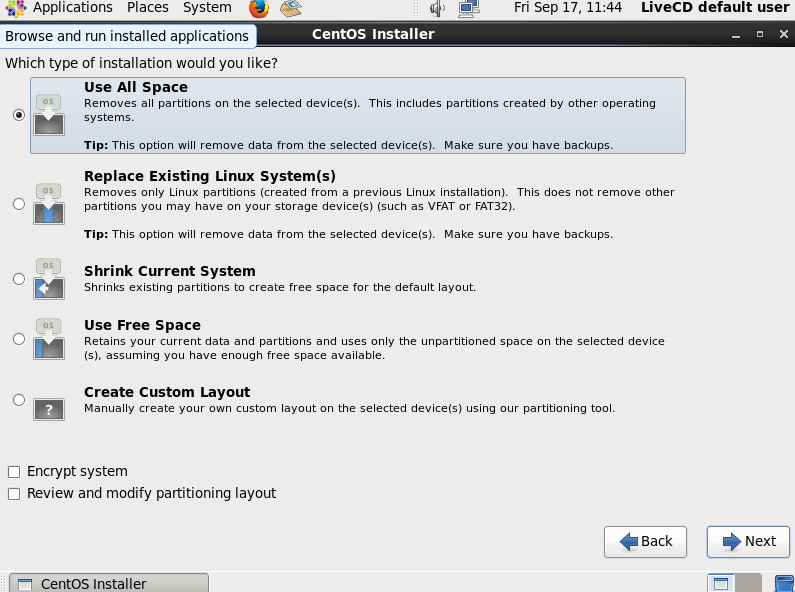 Applications Places System Fri Sep 17, 11:44 LiveCD default user
Browse and run installed applications
CentOS Installer
Which type of installation would you like?
OS
Use All Space
Removes all partitions on the selected device(s).  This includes partitions created by other operating
systems.
Tip: This option will remove data from the selected device(s).  Make sure you have backups.
OS
Replace Existing Linux System(s)
Removes only Linux partitions (created from a previous Linux installation).  This does not remove other
partitions you may have on your storage device(s) (such as VFAT or FAT32).
Tip: This option will remove data from the selected device(s).  Make sure you have backups.
OS
Shrink Current System
Shrinks existing partitions to create free space for the default layout.
OS
Use Free Space
Retains your current data and partitions and uses only the unpartitioned space on the selected device
(s), assuming you have enough free space available.
?
Create Custom Layout
Manually create your own custom layout on the selected device(s) using our partitioning tool.
Encrypt system
Review and modify partitioning layout
Back Next
CentOS Installer